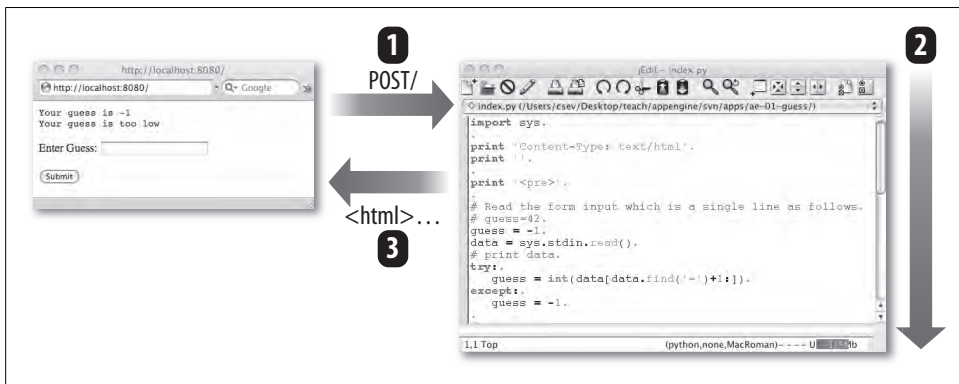 1
POST/
2
http://localhost:8080/
http://localhost:8080/
Q- Google
Your guess is -1
Your guess is too low
Enter Guess:
Submit
<html>…
3
jEdit - index.py
index.py (/Users/csev/Desktop/teach/appengine/svn/apps/ae-01-guess/)
import sys.
.
print 'Content-Type: text/html'.
print ''.
.
print '<pre>'.
.
# Read the form input which is a single line as follows.
# guess=42.
guess = -1.
data = sys.stdin.read().
# print data.
try:.
guess = int(data[data.find('=')+1:]).
except:.
guess = -1.
.
1,1 Top
(python,none,MacRoman)- - - - U 3/5Mb